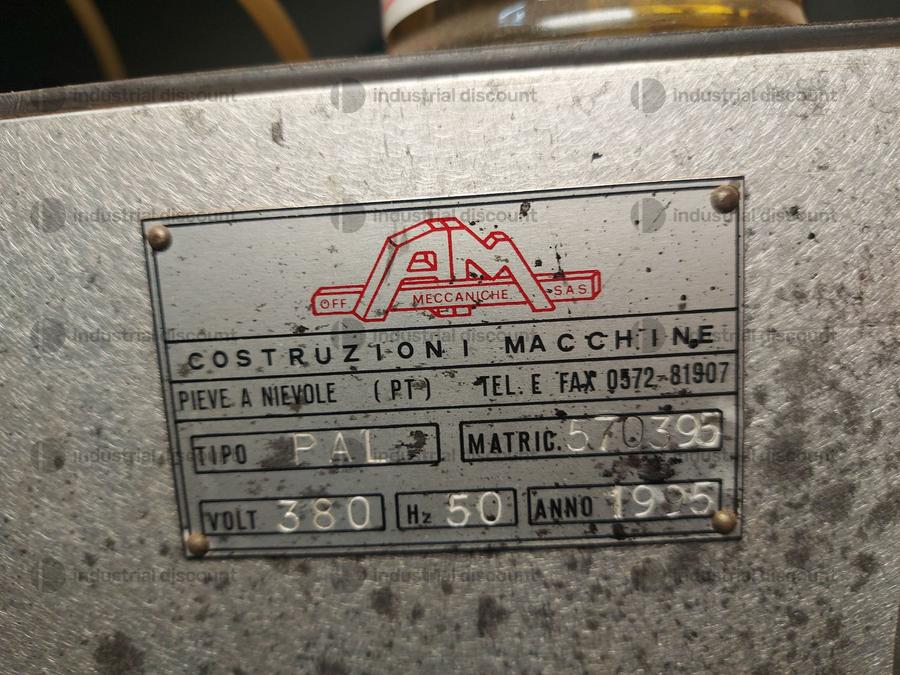 AM
OFF. MECCANICHE S.A.S
COSTRUZIONI MACCHINE
PIEVE A NIEVOLE (PT) TEL. E FAX 0572-81907
TIPO PAL MATRIC. 570395
VOLT 380 Hz 50 ANNO 1995
industrial discount